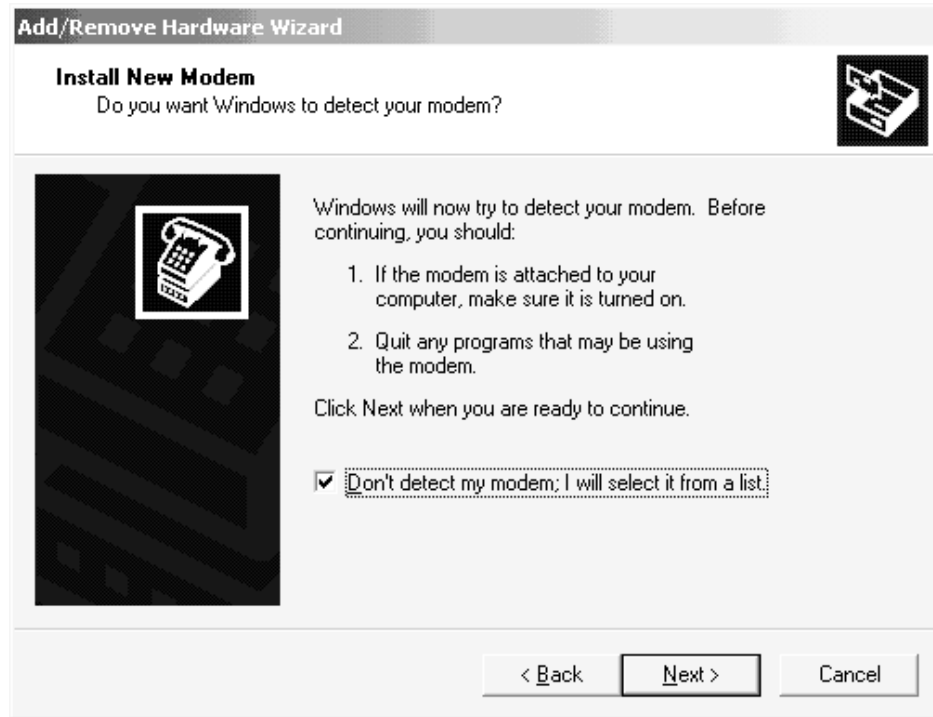 Add/Remove Hardware Wizard
Install New Modem
Do you want Windows to detect your modem?
Windows will now try to detect your modem. Before
continuing, you should:
1. If the modem is attached to your
computer, make sure it is turned on.
2. Quit any programs that may be using
the modem.
Click Next when you are ready to continue.
Don't detect my modem; I will select it from a list.
< Back
Next >
Cancel